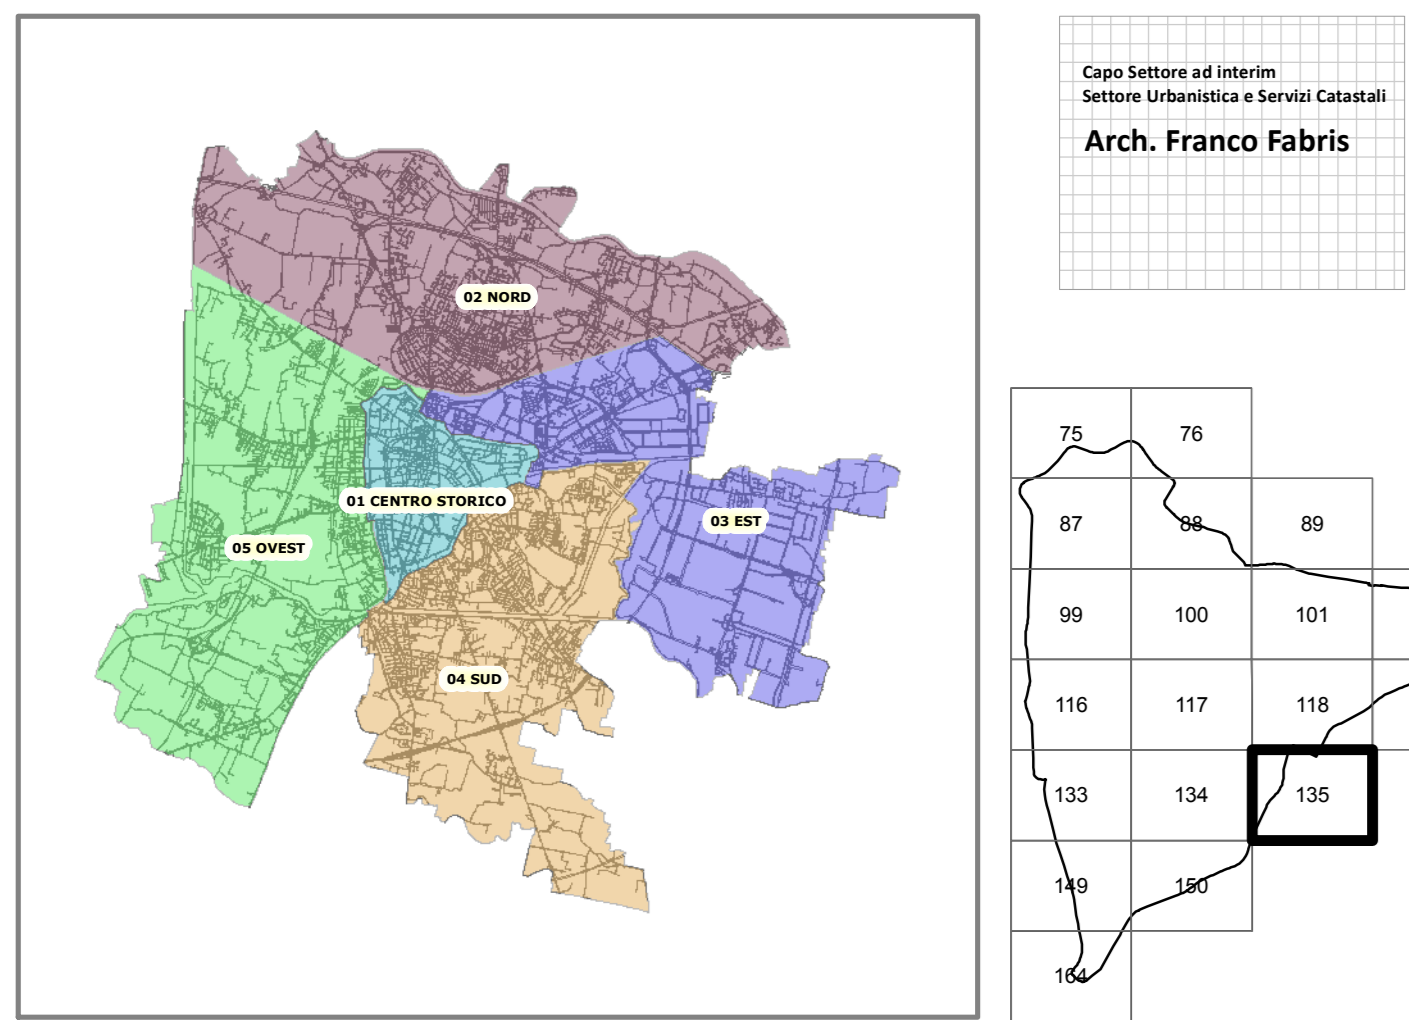 02 NORD
01 CENTRO STORICO
03 EST
05 OVEST
04 SUD
Capo Settore ad interim
Settore Urbanistica e Servizi Catastali
Arch. Franco Fabris
75 76
87 88 89
99 100 101
116 117 118
133 134 135
149 150
164